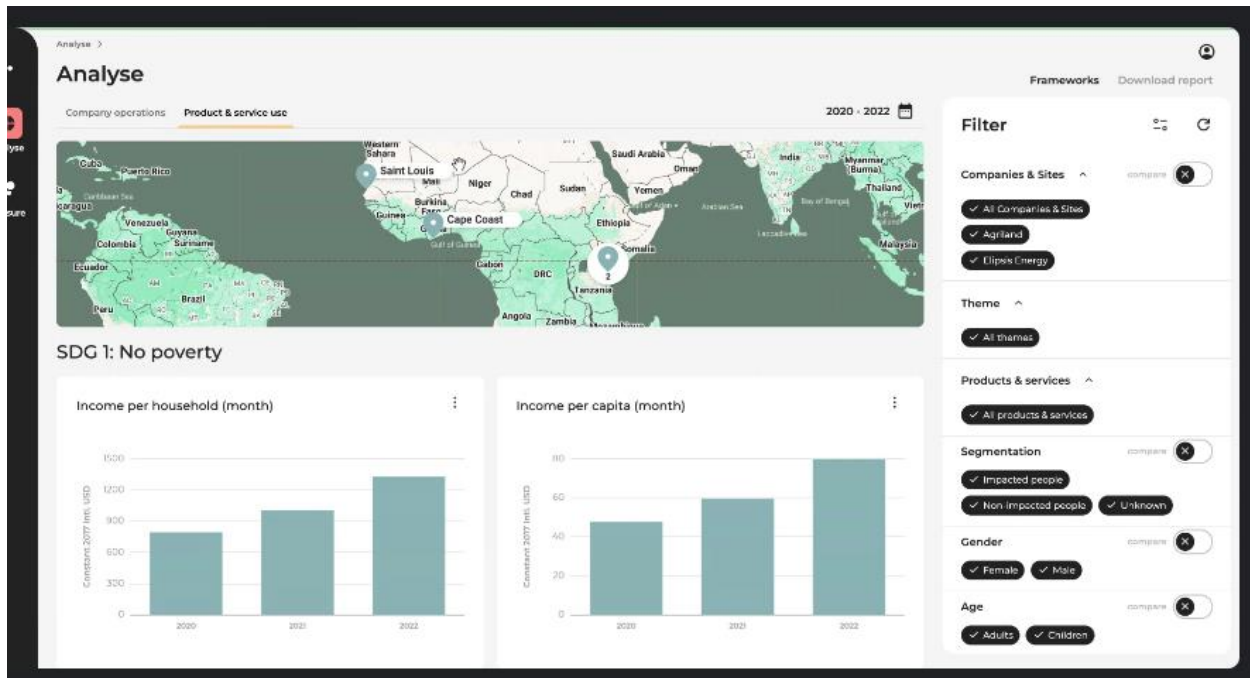 Analyse >
Analyse
Frameworks Download report
Company operations Product & service use
2020 - 2022
lyse
sure
Western
Sahara
Cuba
Puerto Rico
Saint Louis
Mali
Niger
Chad
Sudan
Saudi Arabia
Oman
Yemen
India
Myanmar
(Burma)
Thailand
Caribbean Sea
Arabian Sea
Bay of Bengal
Burkina
Faso
Cape Coast
Guinea
Ethiopia
Venezuela
Guyana
Colombia
Suriname
Somalia
Malaysia
Ecuador
Gabon
DRC
2
Tanzania
Brazil
Peru
Angola
Zambia
SDG 1: No poverty
Income per household (month)
Constant 2017 Intl. USD
1500
1200
900
600
300
0
2020 2021 2022
Income per capita (month)
Constant 2017 Intl. USD
80
60
40
20
0
2020 2021 2022
Filter
Companies & Sites compare
All Companies & Sites
Agriland
Elipsis Energy
Theme
All themes
Products & services
All products & services
Segmentation compare
Impacted people
Non-impacted people Unknown
Gender compare
Female Male
Age compare
Adults Children